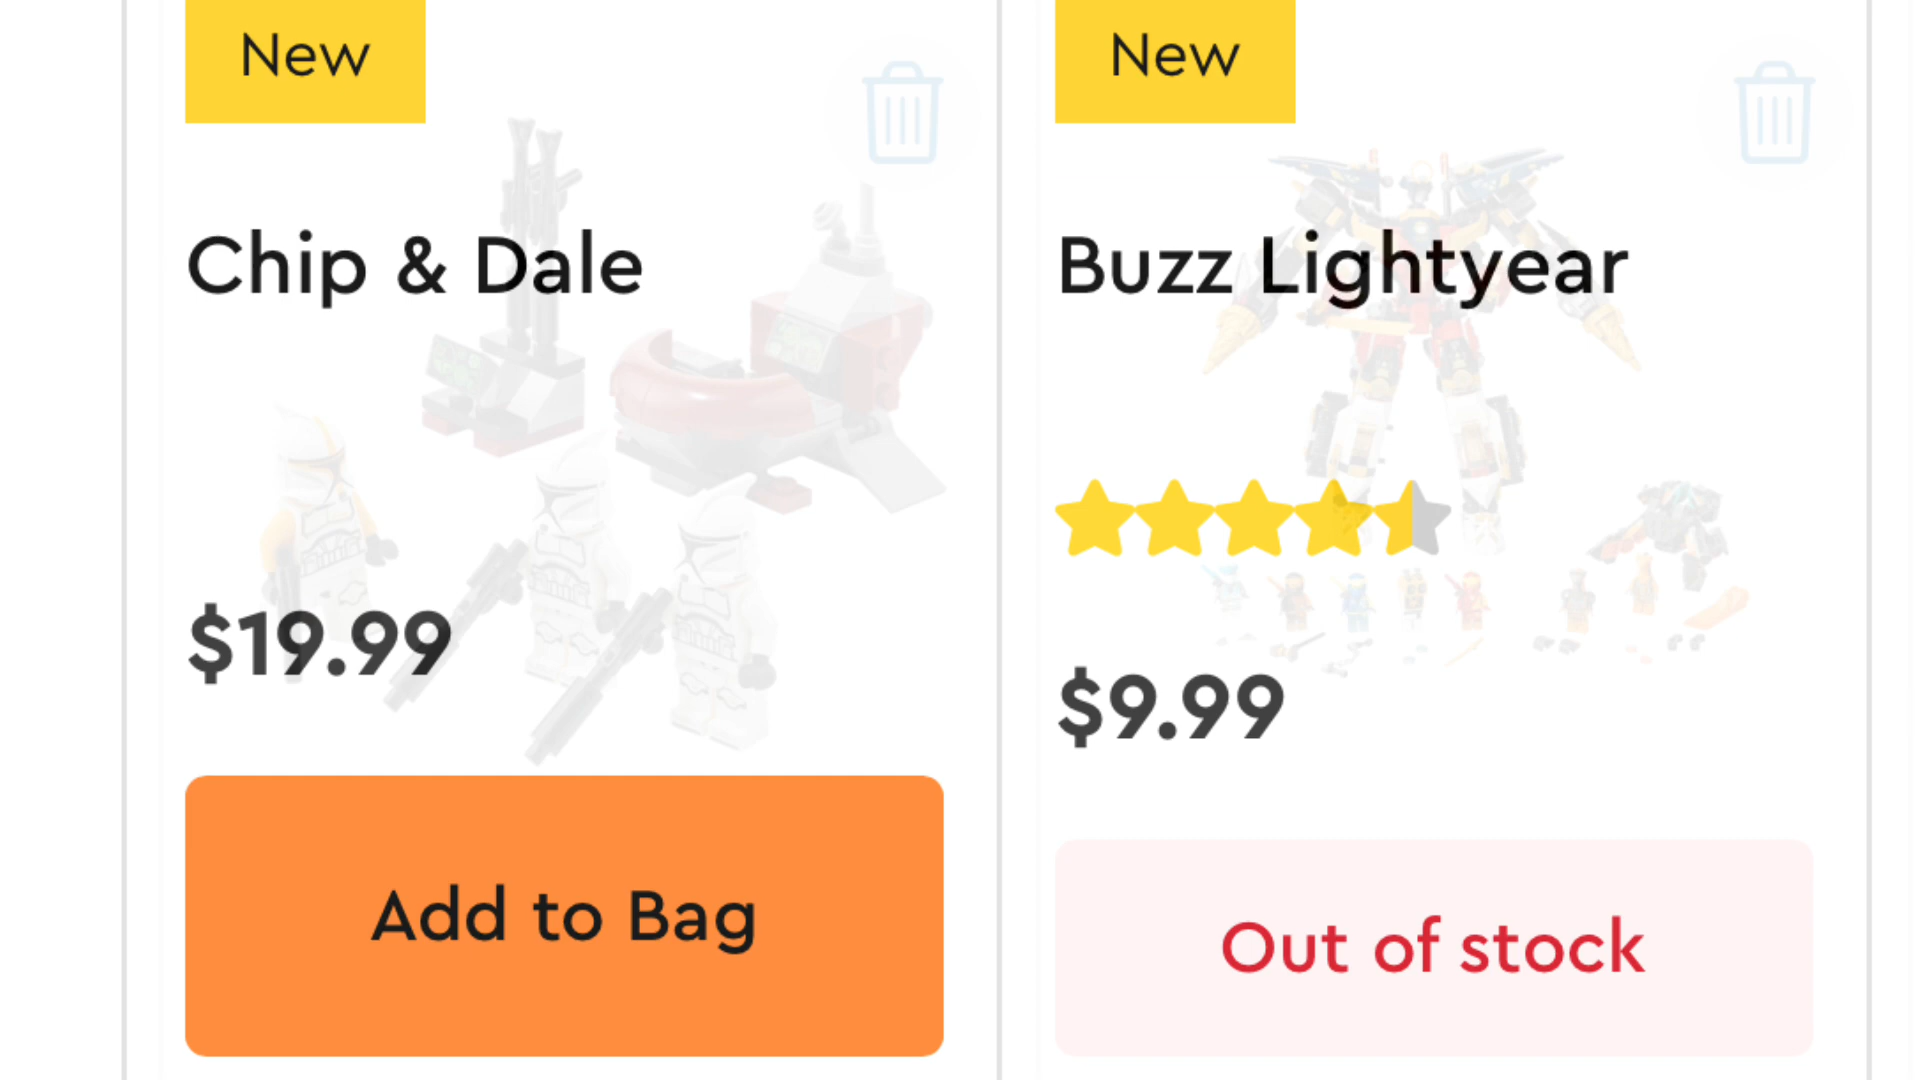 New
Chip & Dale
$19.99
Add to Bag
New
Buzz Lightyear
$9.99
Out of stock